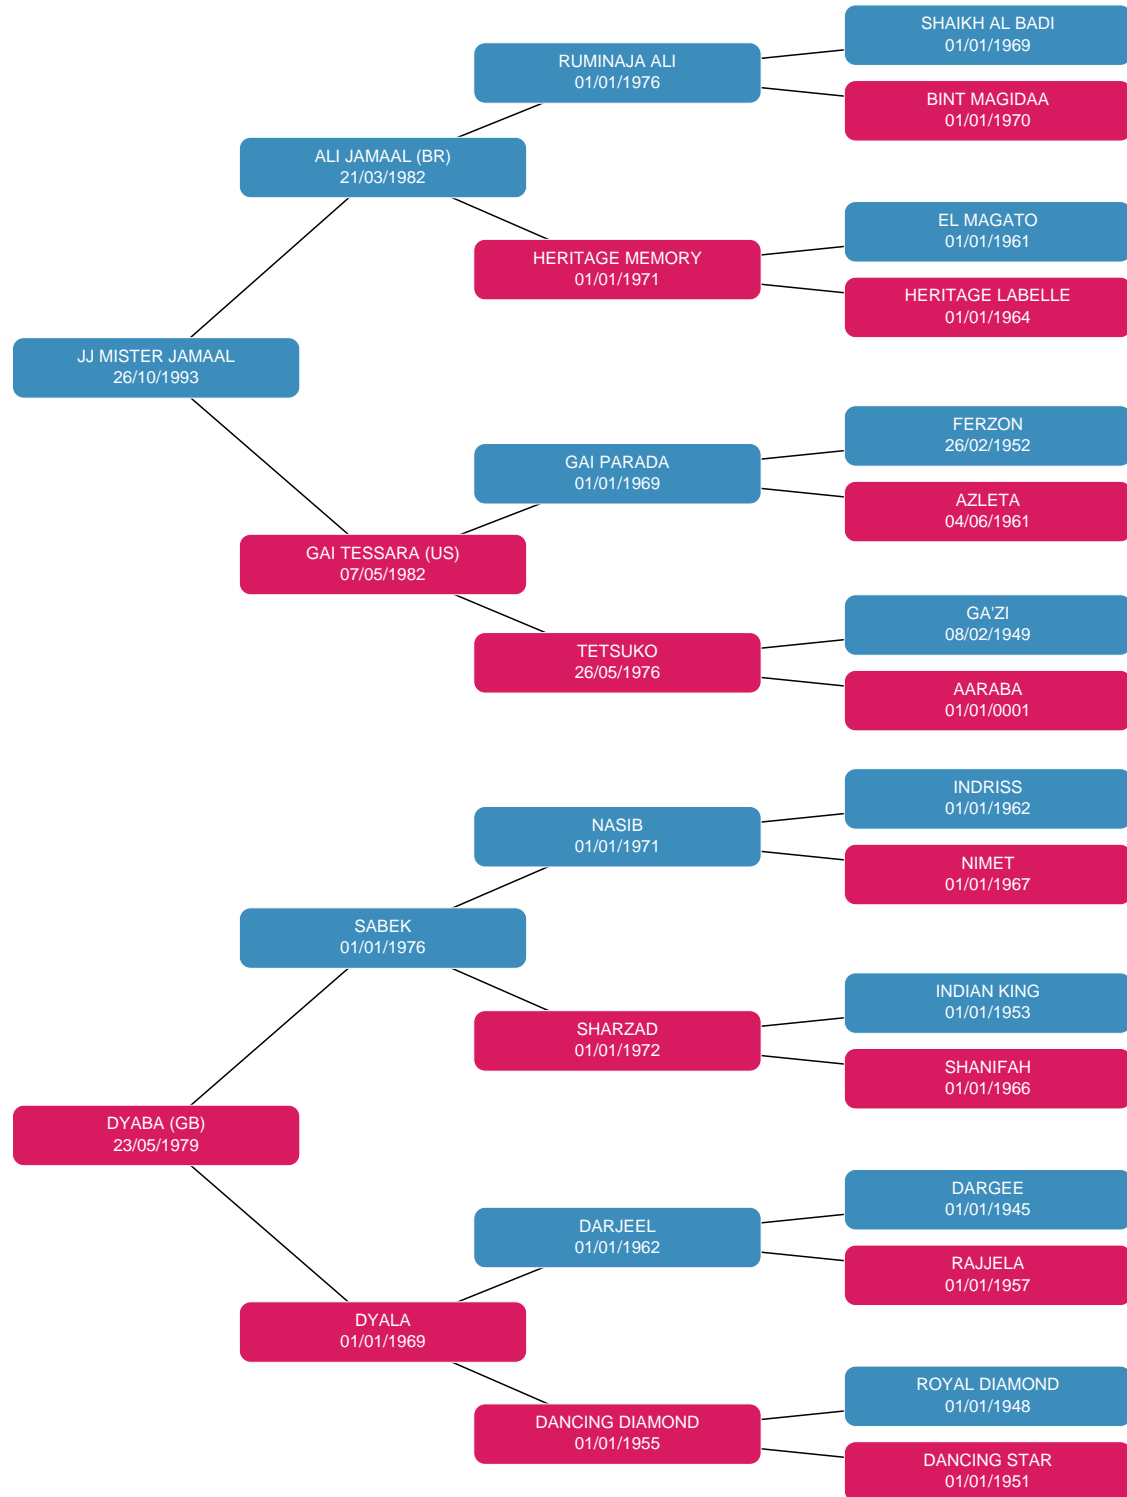 SHAIKH AL BADI
01/01/1969
RUMINAJA ALI
01/01/1976
BINT MAGIDAA
01/01/1970
ALI JAMAAL (BR)
21/03/1982
EL MAGATO
01/01/1961
HERITAGE MEMORY
01/01/1971
HERITAGE LABELLE
01/01/1964
JJ MISTER JAMAAL
26/10/1993
FERZON
26/02/1952
GAI PARADA
01/01/1969
AZLETA
04/06/1961
GAI TESSARA (US)
07/05/1982
GA'ZI
08/02/1949
TETSUKO
26/05/1976
AARABA
01/01/0001
INDRISS
01/01/1962
NASIB
01/01/1971
NIMET
01/01/1967
SABEK
01/01/1976
INDIAN KING
01/01/1953
SHARZAD
01/01/1972
SHANIFAH
01/01/1966
DYABA (GB)
23/05/1979
DARGEE
01/01/1945
DARJEEL
01/01/1962
RAJJELA
01/01/1957
DYALA
01/01/1969
ROYAL DIAMOND
01/01/1948
DANCING DIAMOND
01/01/1955
DANCING STAR
01/01/1951